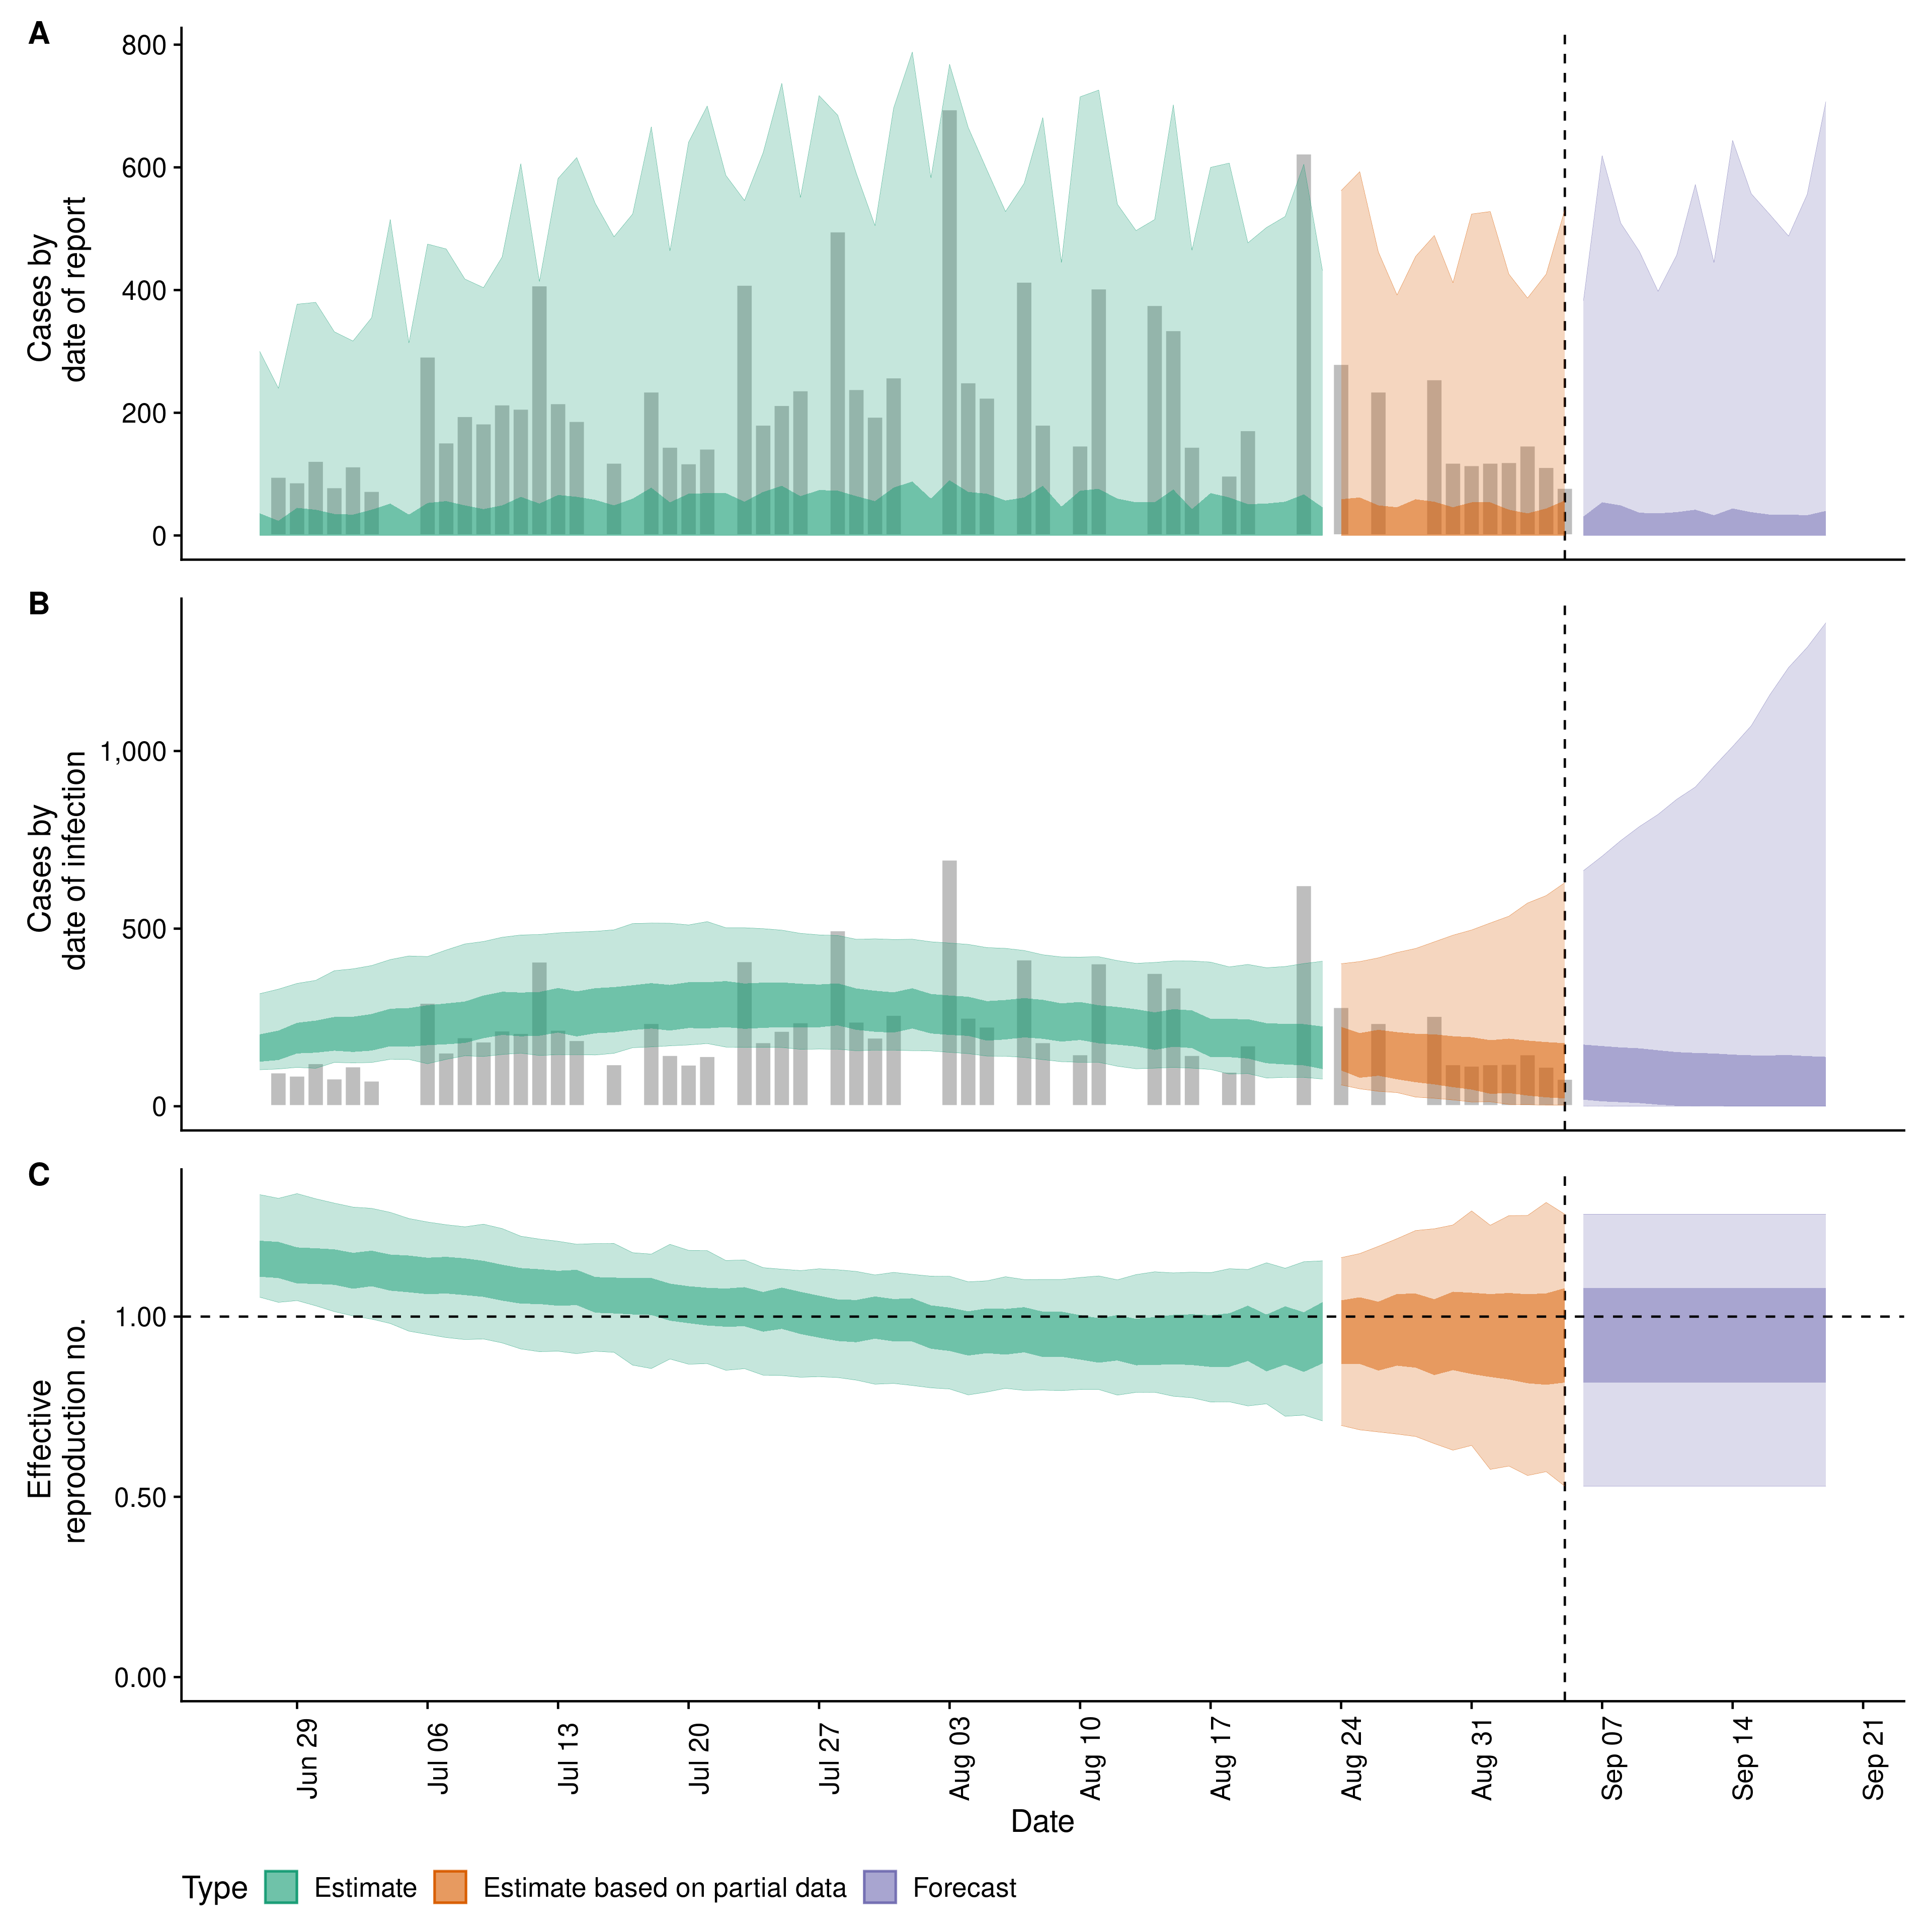 A
800
600
400
200
0
Cases by
date of report
B
1,000
500
0
Cases by
date of infection
C
1.00
0.50
0.00
Effective
reproduction no.
Jun 29
Jul 06
Jul 13
Jul 20
Jul 27
Aug 03
Aug 10
Aug 17
Aug 24
Aug 31
Sep 07
Sep 14
Sep 21
Date
Type Estimate Estimate based on partial data Forecast